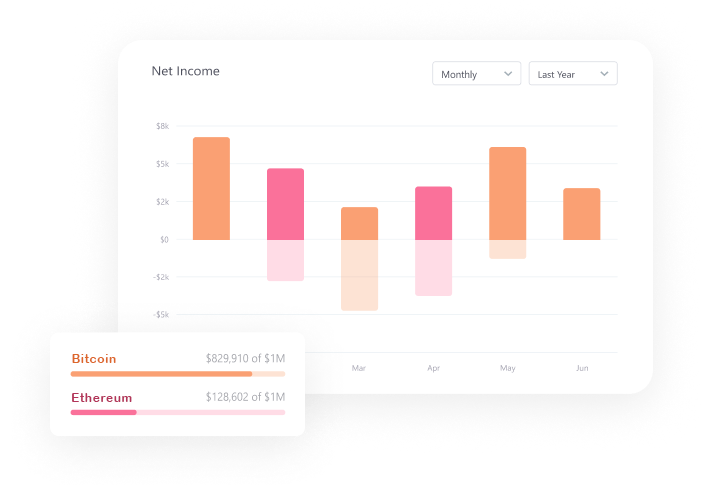 Net Income
Monthly
Last Year
$8k
$5k
$2k
$0
-$2k
-$5k
Mar Apr May Jun
Bitcoin $829,910 of $1M
Ethereum $128,602 of $1M